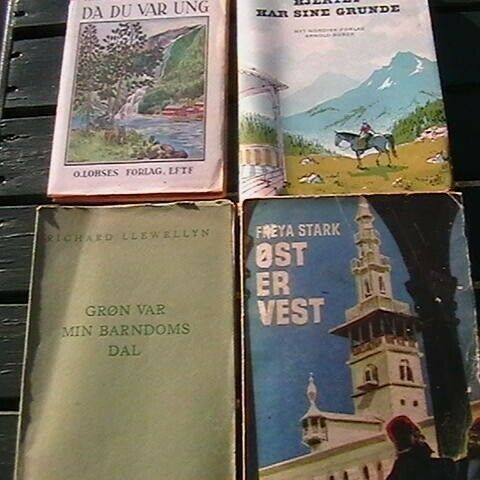 DA DU VAR UNG
O. LOHSES FORLAG, EFTF
HJERTET
HAR SINE GRUNDE
NYT NORDISK FORLAG
ARNOLD BUSCK
RICHARD LLEWELLYN
GRØN VAR
MIN BARNDOMS
DAL
FREYA STARK
ØST
ER
VEST